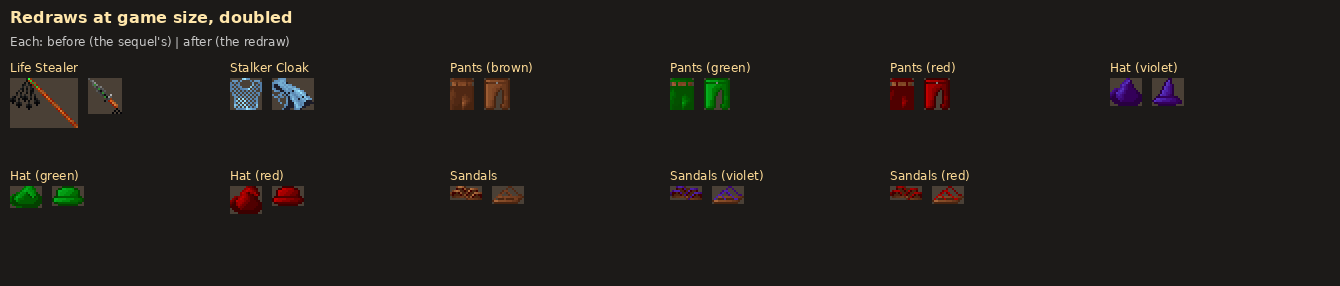 Redraws at game size, doubled
Each: before (the sequel's) | after (the redraw)
Life Stealer
Stalker Cloak
Pants (brown)
Pants (green)
Pants (red)
Hat (violet)
Hat (green)
Hat (red)
Sandals
Sandals (violet)
Sandals (red)